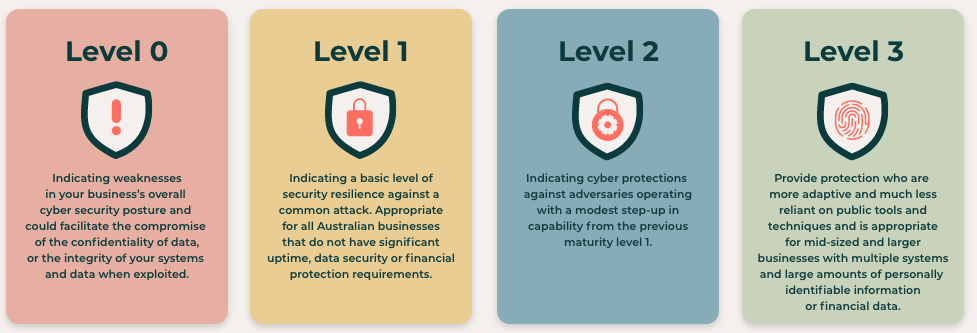 Level 0
Indicating weaknesses
in your business's overall
cyber security posture and
could facilitate the compromise
of the confidentiality of data,
or the integrity of your systems
and data when exploited.
Level 1
Indicating a basic level of
security resilience against a
common attack. Appropriate
for all Australian businesses
that do not have significant
uptime, data security or financial
protection requirements.
Level 2
Indicating cyber protections
against adversaries operating
with a modest step-up in
capability from the previous
maturity level 1.
Level 3
Provide protection who are
more adaptive and much less
reliant on public tools and
techniques and is appropriate
for mid-sized and larger
businesses with multiple systems
and large amounts of personally
identifiable information
or financial data.